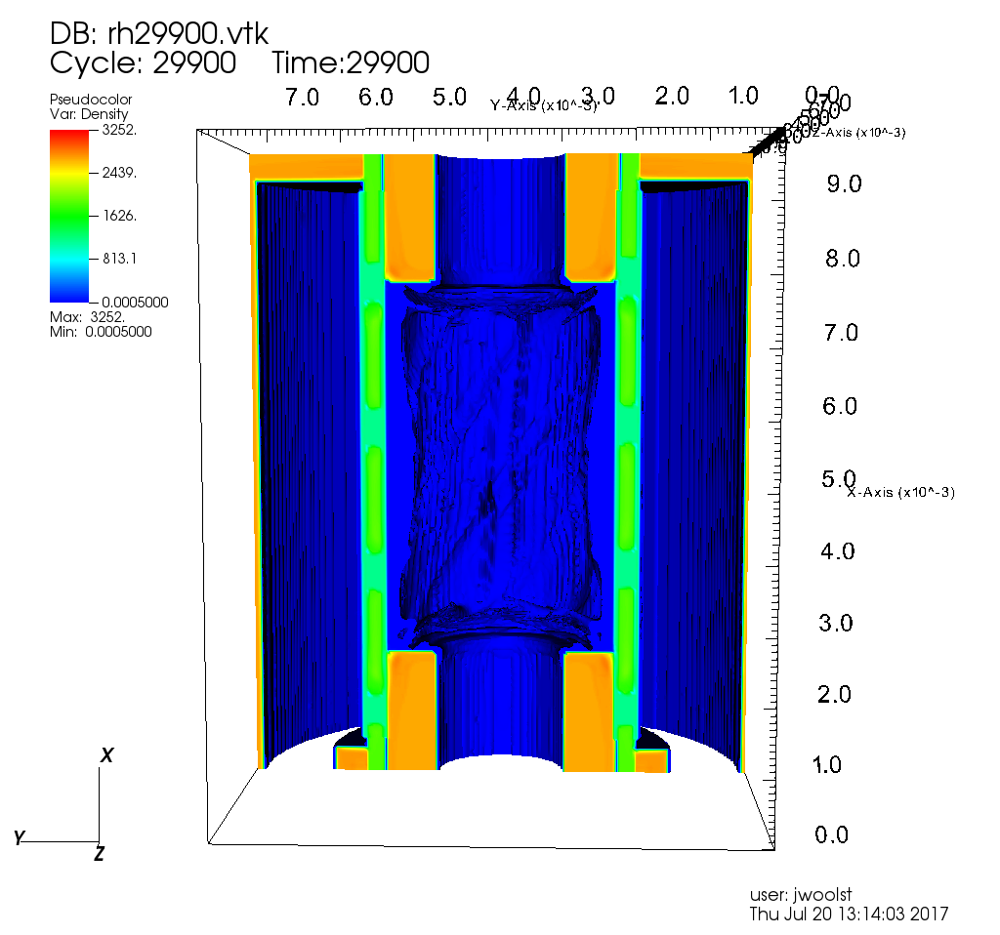 DB: rh29900.vtk
Cycle: 29900 Time:29900
Pseudocolor
Var: Density
3252.
2439.
1626.
813.1
0.0005000
Max: 3252.
Min: 0.0005000
7.0 6.0 5.0 4.0 3.0 2.0 1.0 0.0
Y-Axis (x10^-3)
Z-Axis (x10^-3)
9.0
8.0
7.0
6.0
5.0
X-Axis (x10^-3)
4.0
3.0
2.0
1.0
0.0
X
Y
Z
user: jwoolst
Thu Jul 20 13:14:03 2017